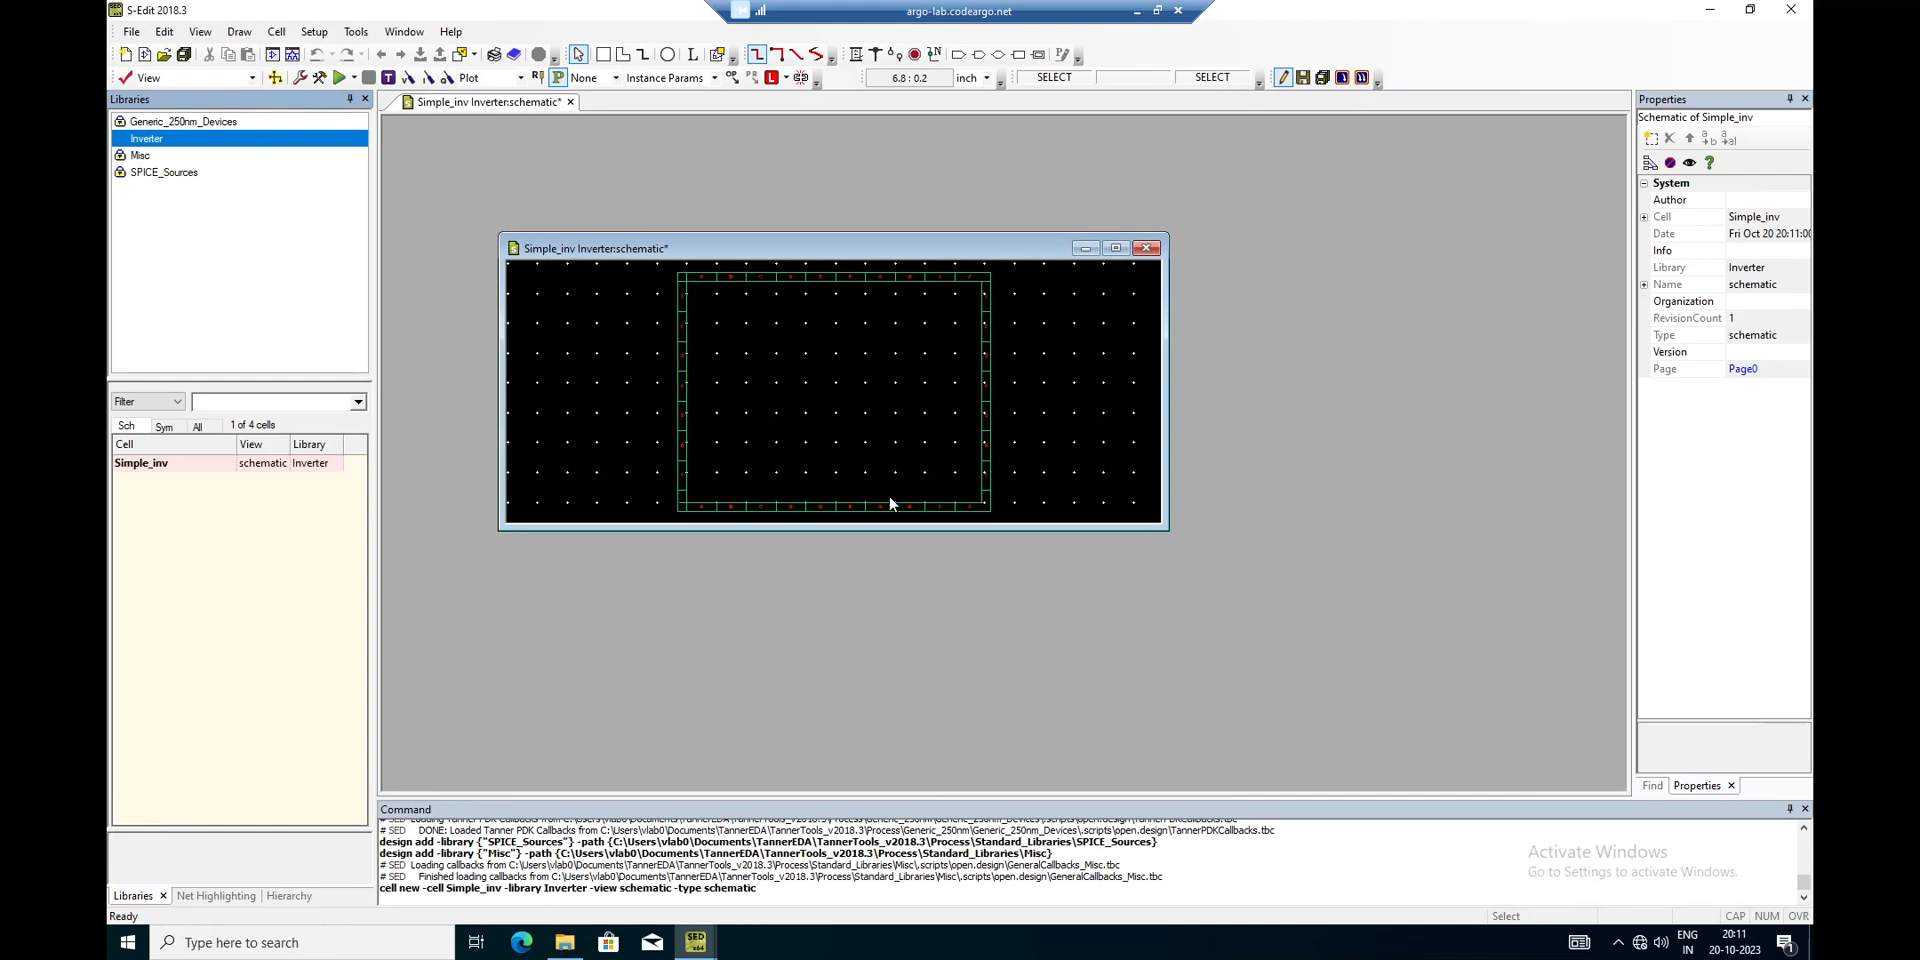 S-Edit 2018.3
argo-lab.codeargo.net
File Edit View Draw Cell Setup Tools Window Help
View
Plot
None
Instance Params
6.8 : 0.2
inch
SELECT
SELECT
Libraries
Simple_inv Inverter:schematic*
Properties
Generic_250nm_Devices
Inverter
Misc
SPICE_Sources
Schematic of Simple_inv
System
Author
Cell Simple_inv
Date Fri Oct 20 20:11:00
Info
Library Inverter
Name schematic
Organization
RevisionCount 1
Type schematic
Version
Page Page0
Simple_inv Inverter:schematic*
Filter
Sch Sym All 1 of 4 cells
Cell View Library
Simple_inv schematic Inverter
Find Properties
Command
# SED DONE: Loaded Tanner PDK Callbacks from C:\Users\vlab0\Documents\TannerEDA\TannerTools_v2018.3\Process\Generic_250nm\Generic_250nm_Devices\.scripts\open.design\TannerPDKCallbacks.tbc
design add -library {"SPICE_Sources"} -path {C:\Users\vlab0\Documents\TannerEDA\TannerTools_v2018.3\Process\Standard_Libraries\SPICE_Sources}
design add -library {"Misc"} -path {C:\Users\vlab0\Documents\TannerEDA\TannerTools_v2018.3\Process\Standard_Libraries\Misc}
# SED Loading callbacks from C:\Users\vlab0\Documents\TannerEDA\TannerTools_v2018.3\Process\Standard_Libraries\Misc\.scripts\open.design\GeneralCallbacks_Misc.tbc
# SED Finished loading callbacks from C:\Users\vlab0\Documents\TannerEDA\TannerTools_v2018.3\Process\Standard_Libraries\Misc\.scripts\open.design\GeneralCallbacks_Misc.tbc
cell new -cell Simple_inv -library Inverter -view schematic -type schematic
Activate Windows
Go to Settings to activate Windows.
Libraries Net Highlighting Hierarchy
Ready
Select
CAP NUM OVR
Type here to search
SED
x64
ENG
IN
20:11
20-10-2023